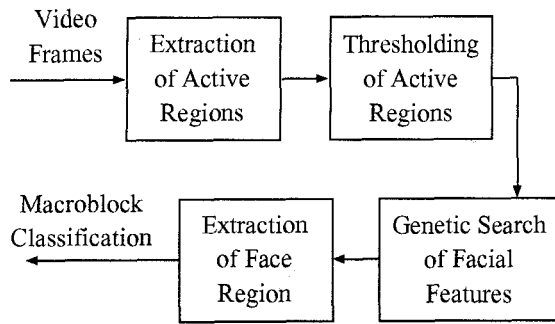 Video
Frames
Extraction
of Active
Regions
Thresholding
of Active
Regions
Genetic Search
of Facial
Features
Extraction
of Face
Region
Macroblock
Classification